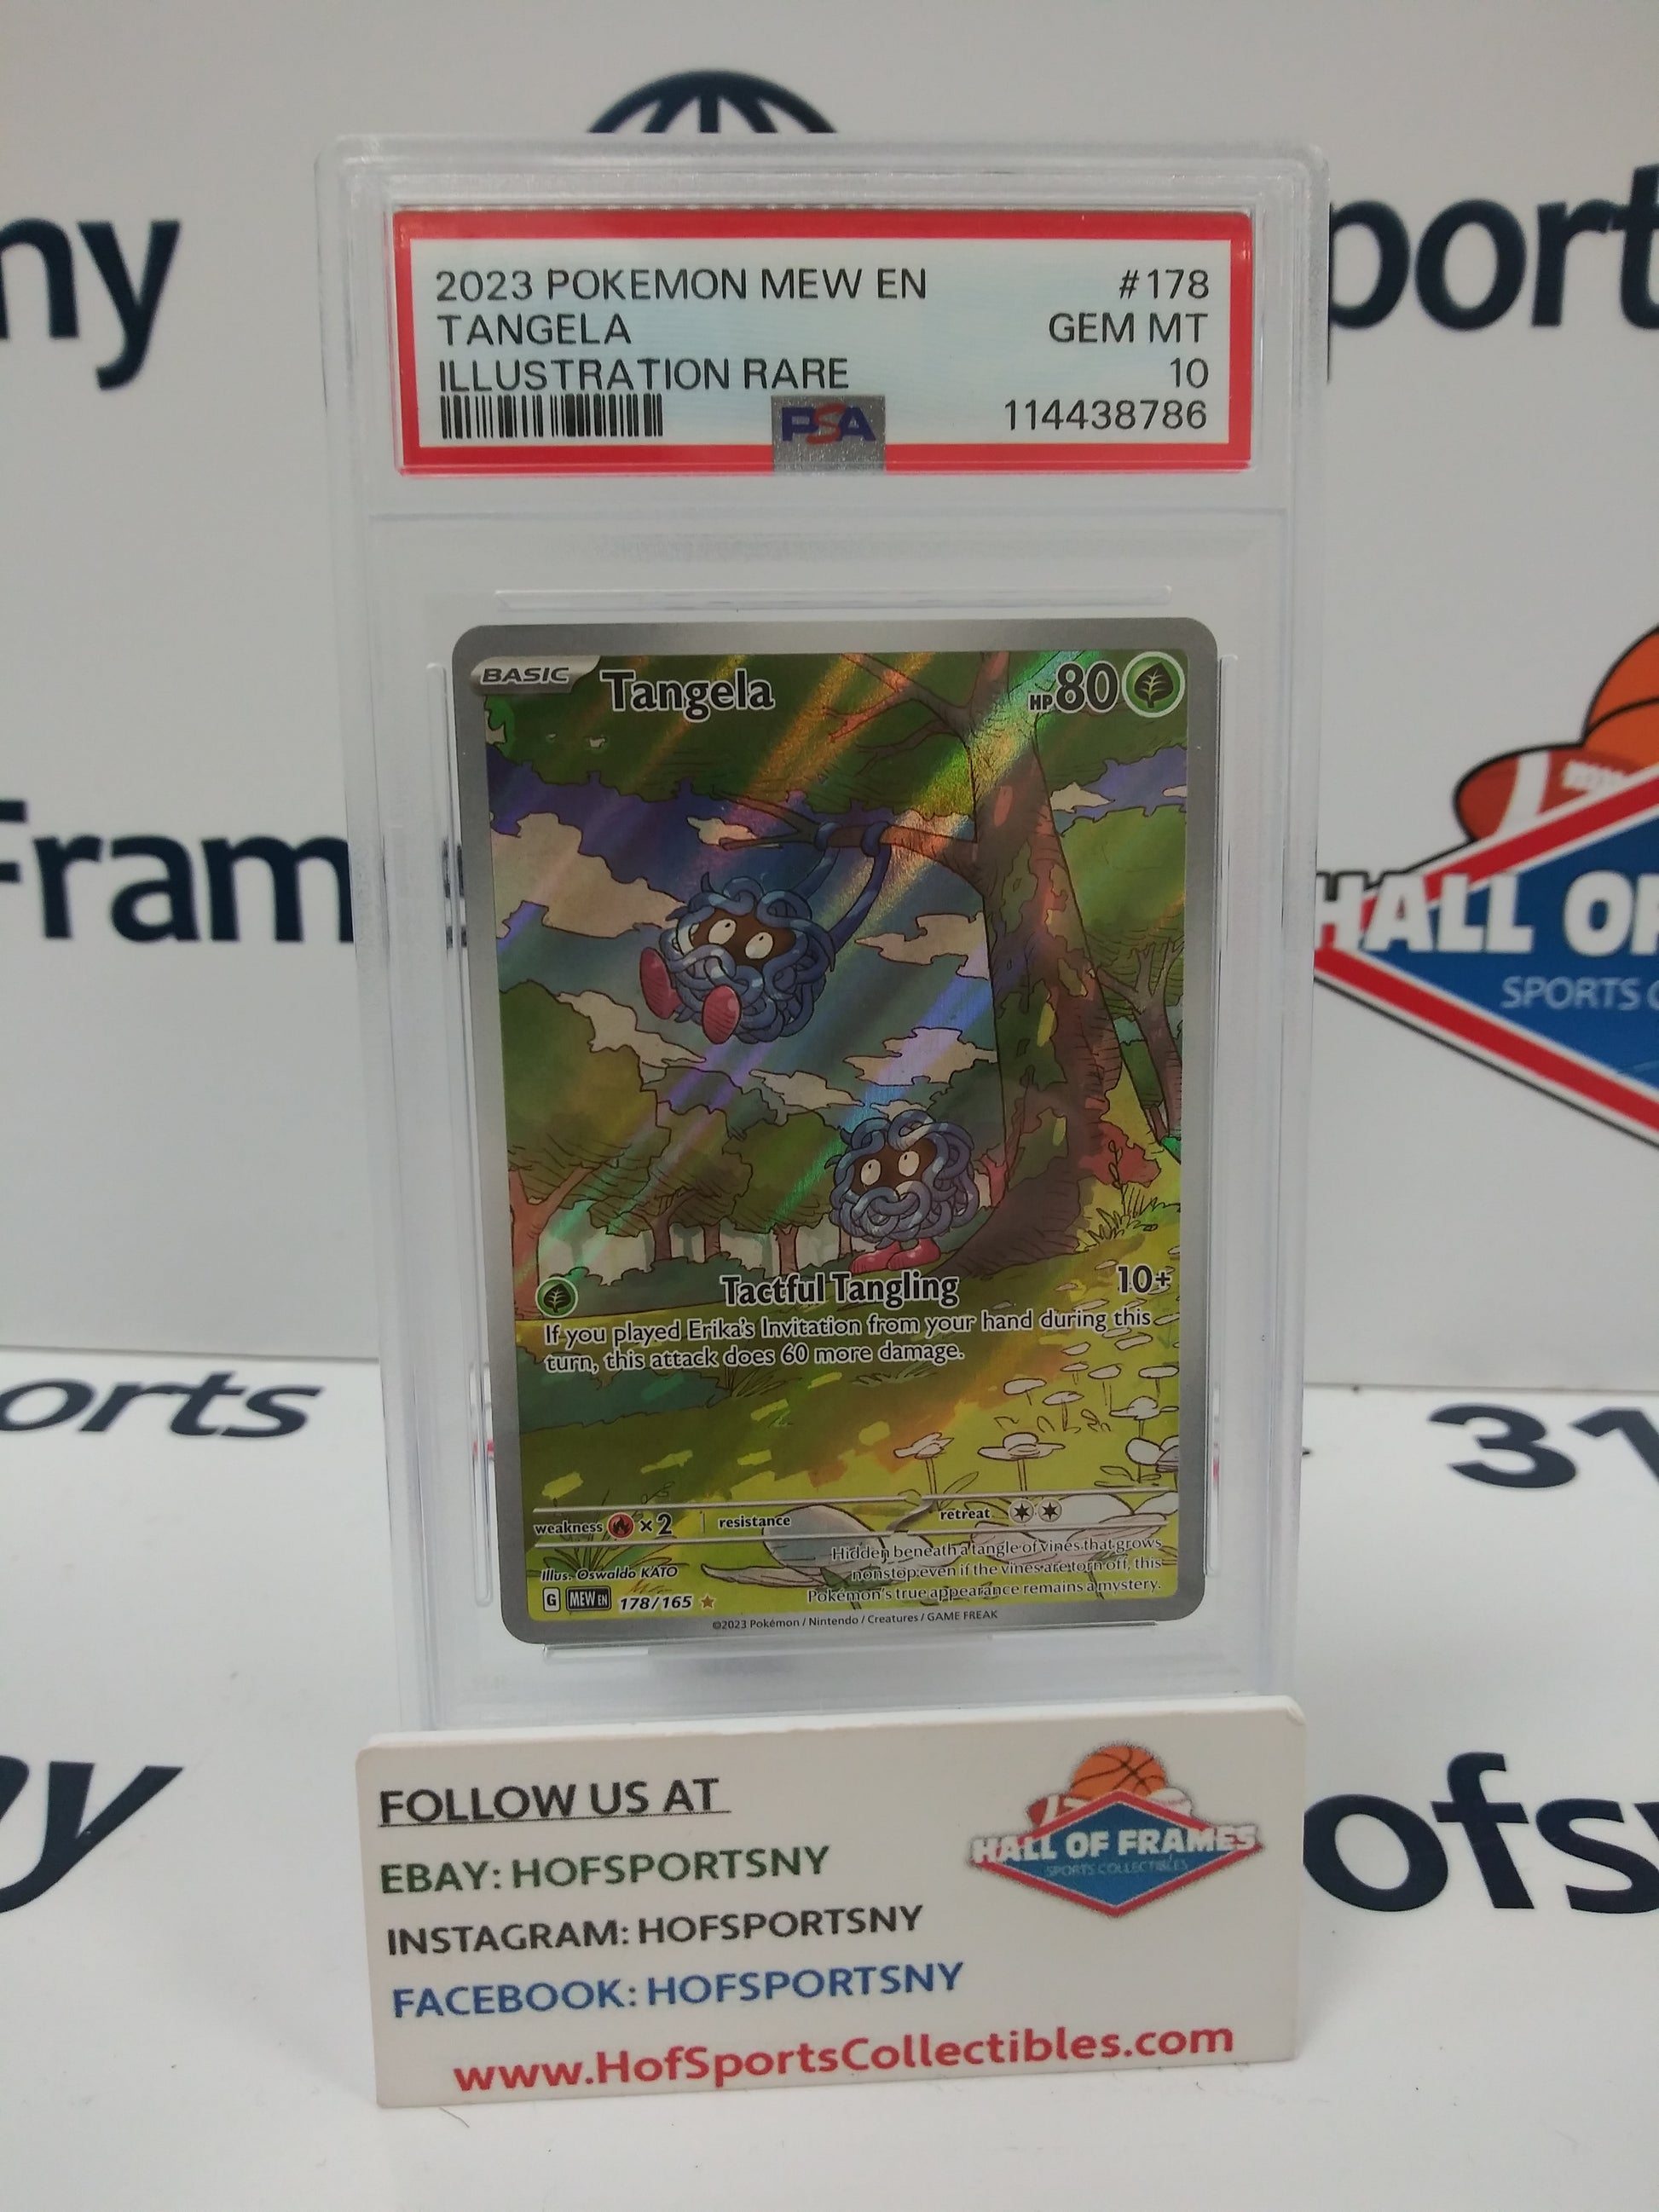 ny
port
2023 POKEMON MEW EN #178
TANGELA GEM MT
ILLUSTRATION RARE 10
PSA 114438786
BASIC Tangela HP 80
Fram
HALL OF
SPORTS
Tactful Tangling 10+
If you played Erika's Invitation from your hand during this
turn, this attack does 60 more damage.
orts
31
weakness ×2 resistance retreat
Hidden beneath a tangle of vines that grows
nonstop even if the vines are torn off, this
Pokémon's true appearance remains a mystery.
Illus. Oswaldo KATO
G MEW EN 178/165
©2023 Pokémon / Nintendo / Creatures / GAME FREAK
y
ofs
FOLLOW US AT
EBAY: HOFSPORTSNY
INSTAGRAM: HOFSPORTSNY
FACEBOOK: HOFSPORTSNY
www.HofSportsCollectibles.com
HALL OF FRAMES
SPORTS COLLECTIBLES